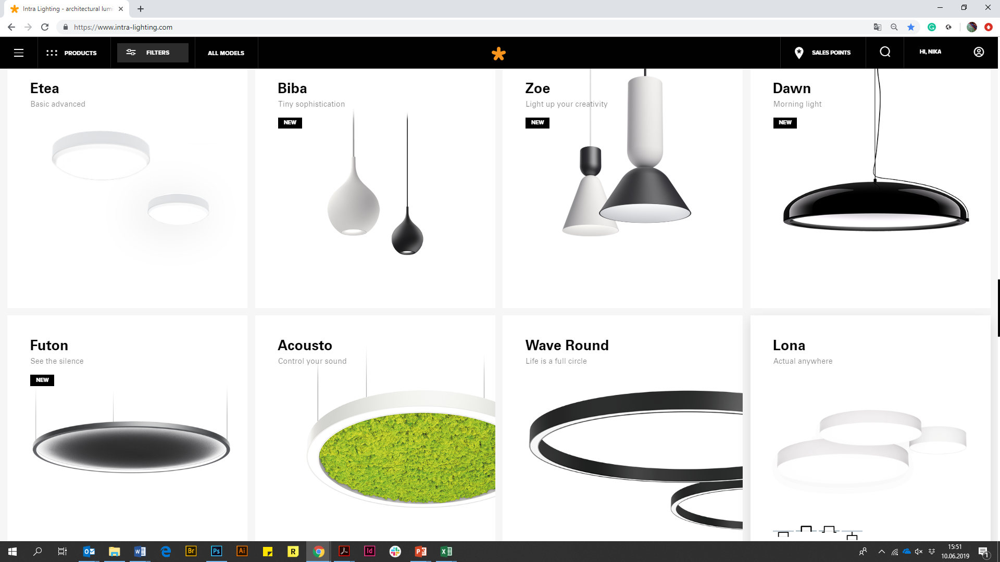 Intra Lighting - architectural lumi
https://www.intra-lighting.com
PRODUCTS
FILTERS
ALL MODELS
SALES POINTS
HI, NIKA
Etea
Basic advanced
Biba
Tiny sophistication
NEW
Zoe
Light up your creativity
NEW
Dawn
Morning light
NEW
Futon
See the silence
NEW
Acousto
Control your sound
Wave Round
Life is a full circle
Lona
Actual anywhere
Br
Ps
Ai
R
Id
15:51
10.06.2019
1